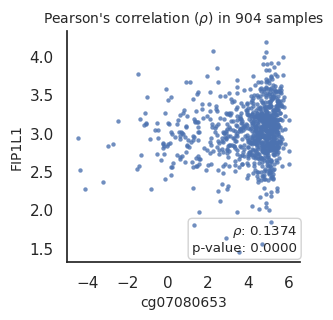 Pearson's correlation (ρ) in 904 samples
FIP1L1
4.0
3.5
3.0
2.5
2.0
1.5
ρ: 0.1374
p-value: 0.0000
−4 −2 0 2 4 6
cg07080653